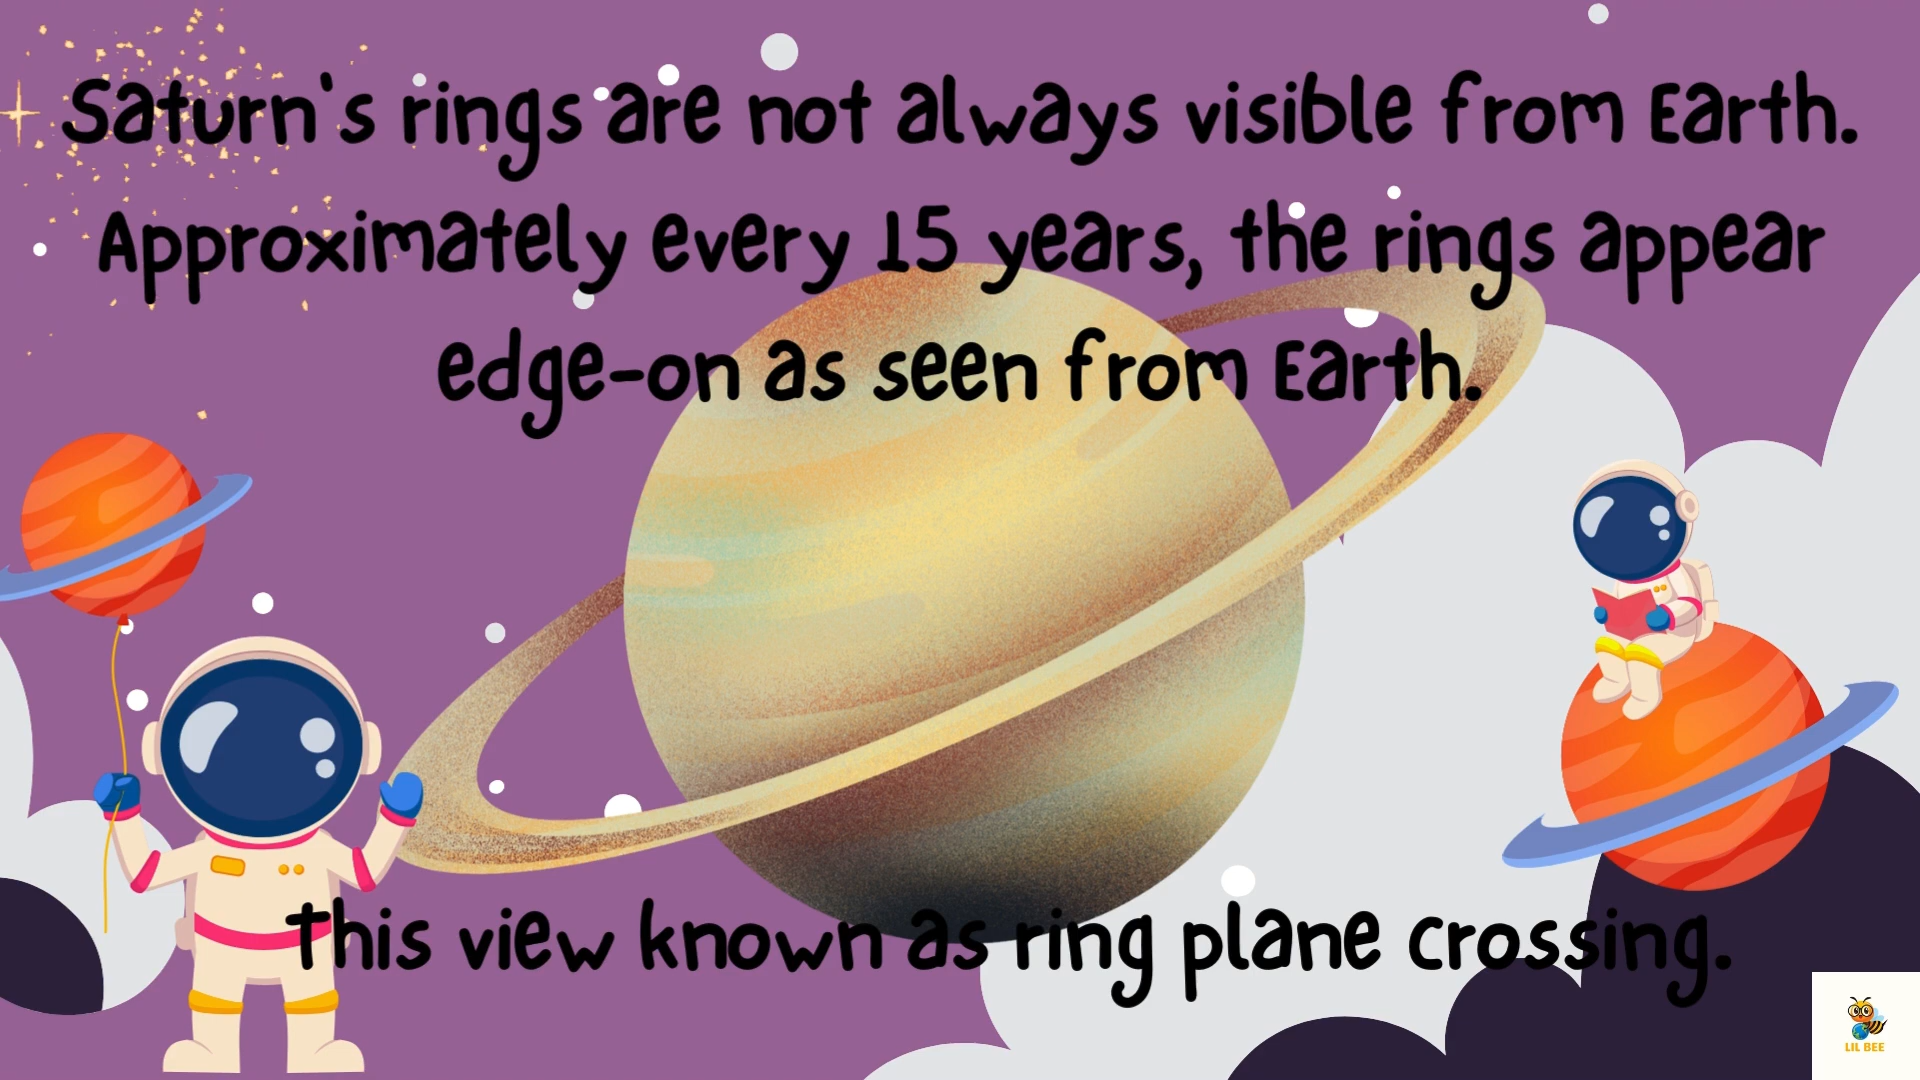 Saturn's rings are not always visible from Earth.
Approximately every 15 years, the rings appear
edge-on as seen from Earth.
This view known as ring plane crossing.
LIL BEE